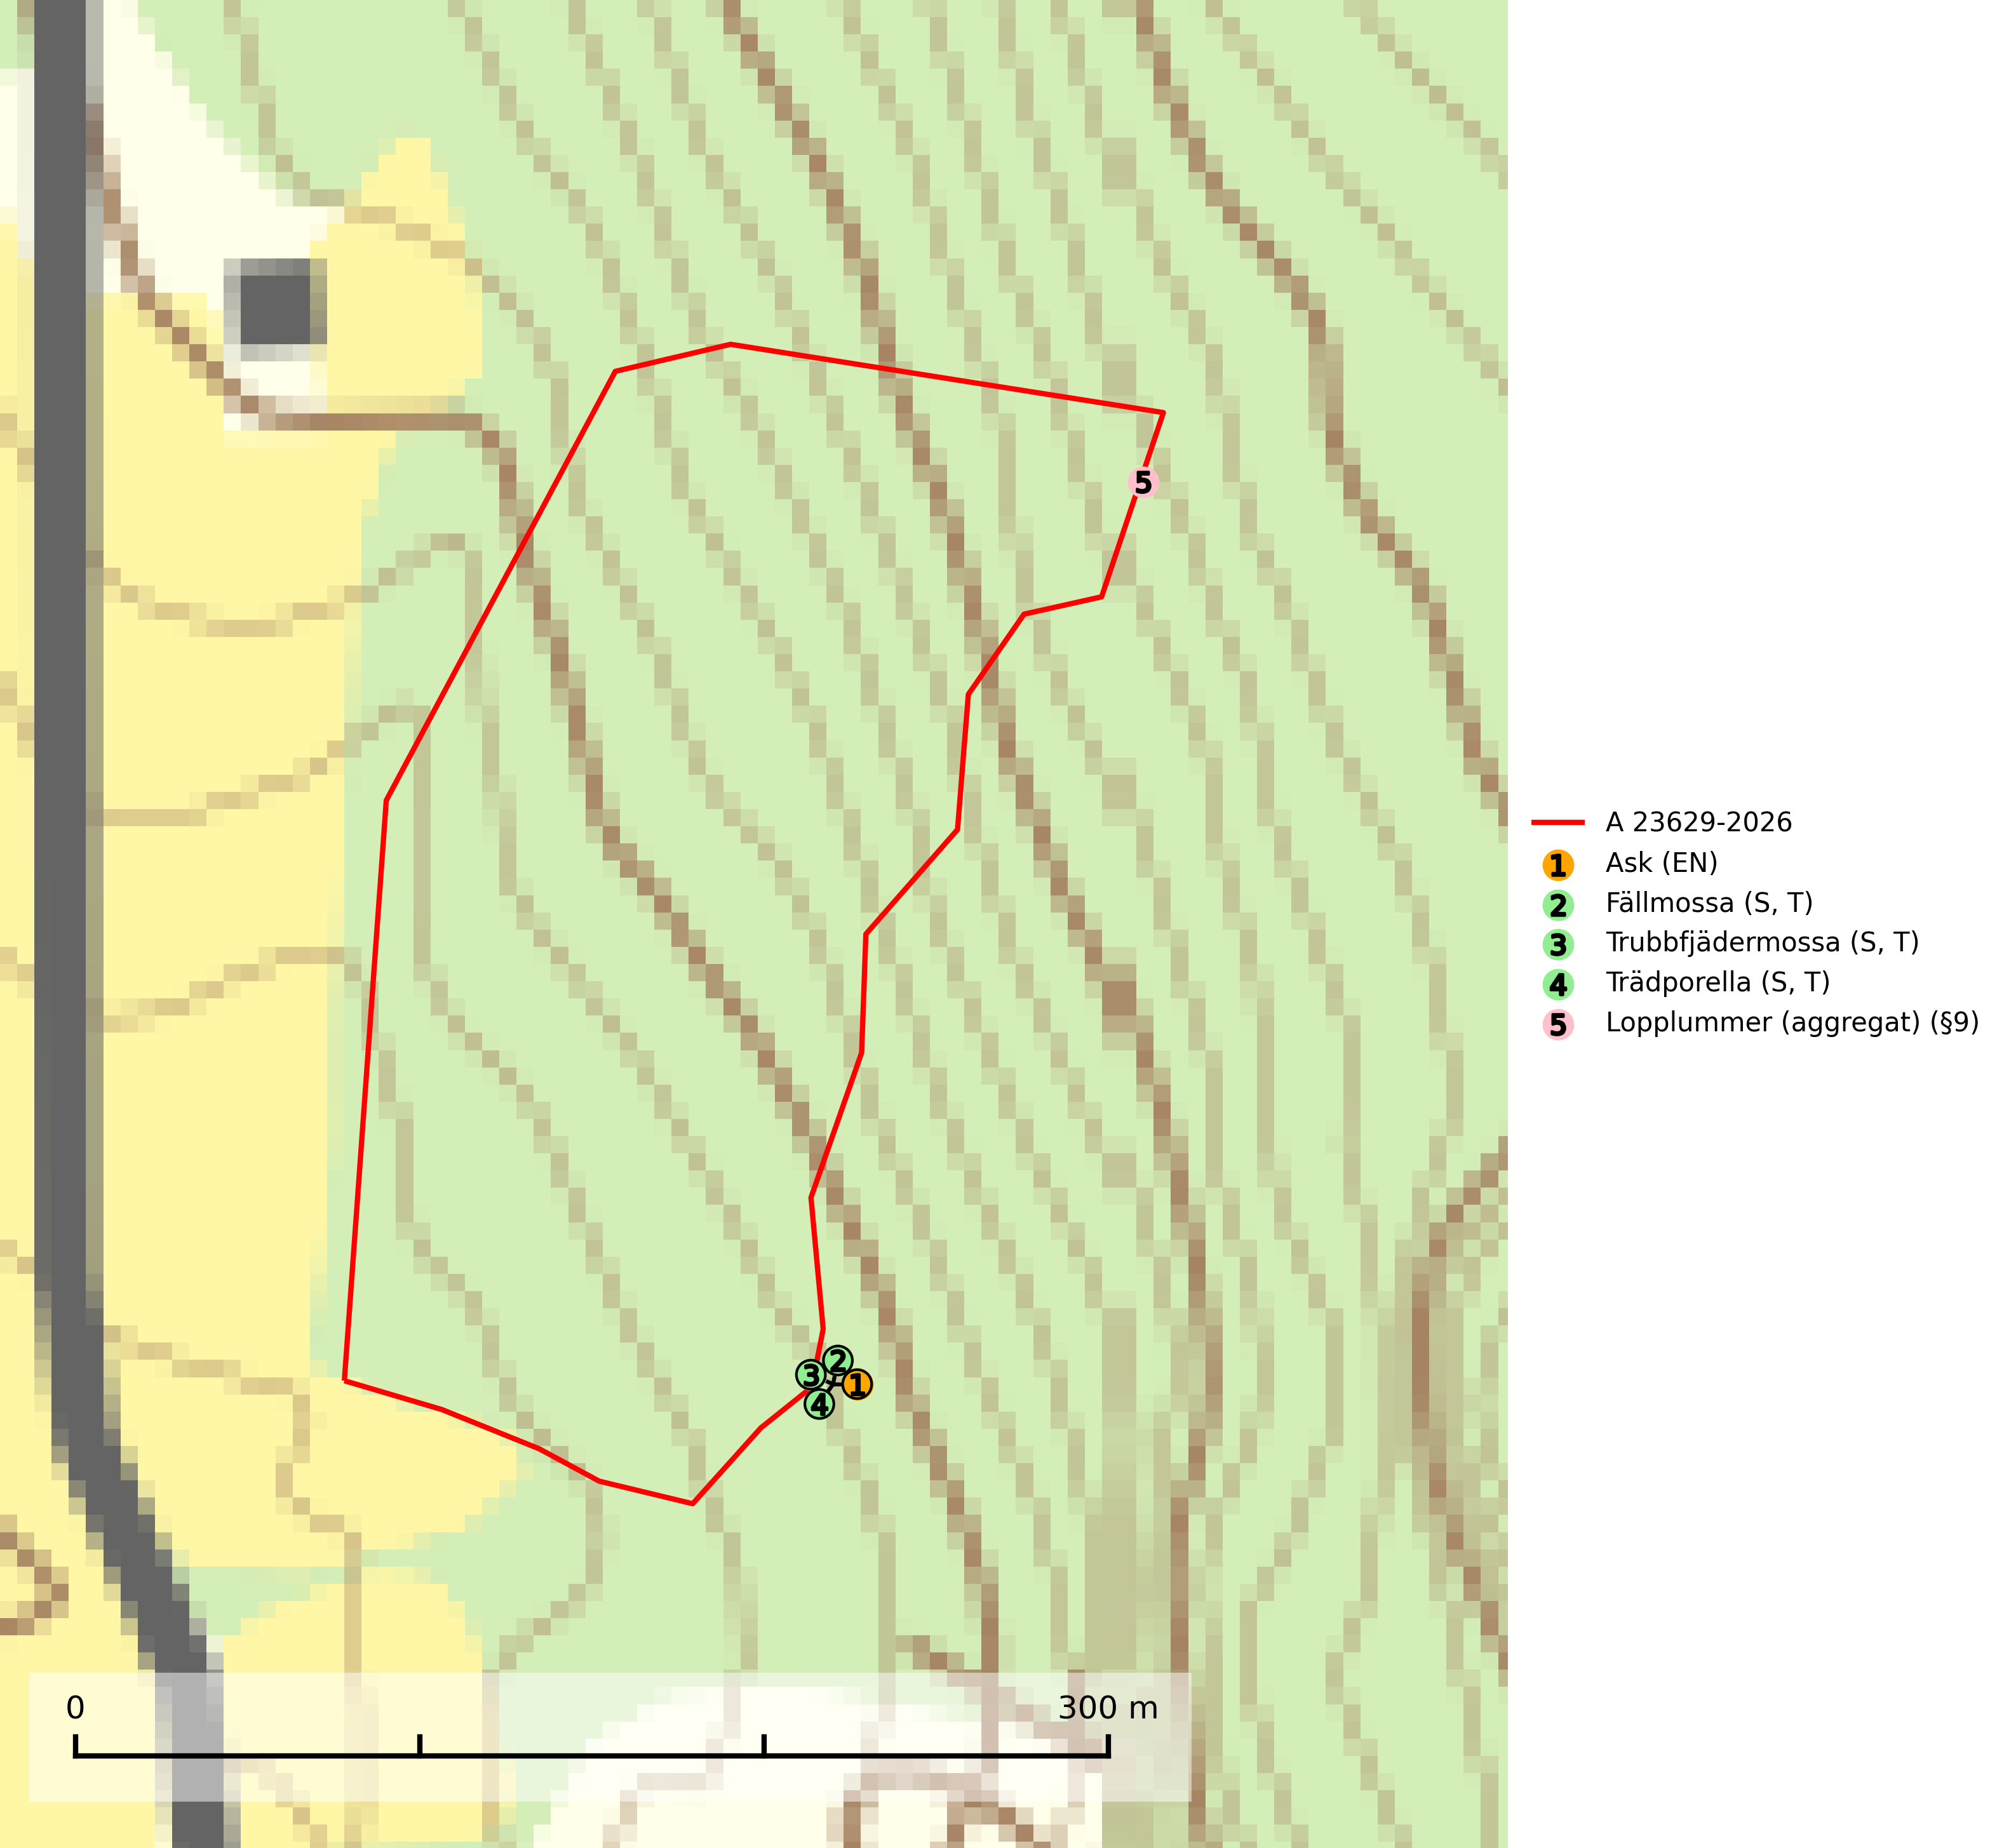 5
2
3
1
4
0 300 m
A 23629-2026
1 Ask (EN)
2 Fällmossa (S, T)
3 Trubbfjädermossa (S, T)
4 Trädporella (S, T)
5 Lopplummer (aggregat) (§9)